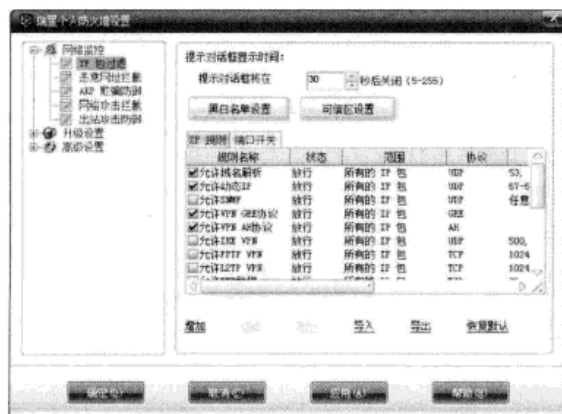 瑞星个人防火墙设置
网络监控
IP 包过滤
恶意网址拦截
ARP 欺骗防御
网络攻击拦截
出站攻击防御
升级设置
高级设置
提示对话框显示时间:
提示对话框将在 30 秒后关闭 (5-255)
黑白名单设置 可信区设置
IP 规则 端口开关
规则名称 状态 范围 协议
允许域名解析 放行 所有的 IP 包 UDP 53,
允许动态IP 放行 所有的 IP 包 UDP 67-6
允许SNMP 放行 所有的 IP 包 UDP 任意
允许VPN GRE协议 放行 所有的 IP 包 GRE
允许VPN AH协议 放行 所有的 IP 包 AH
允许IKE VPN 放行 所有的 IP 包 UDP 500,
允许PPTP VPN 放行 所有的 IP 包 TCP 1024
允许L2TP VPN 放行 所有的 IP 包 TCP 1024
增加 导入 导出 恢复默认
确定(O) 取消(C) 应用(A) 帮助(H)